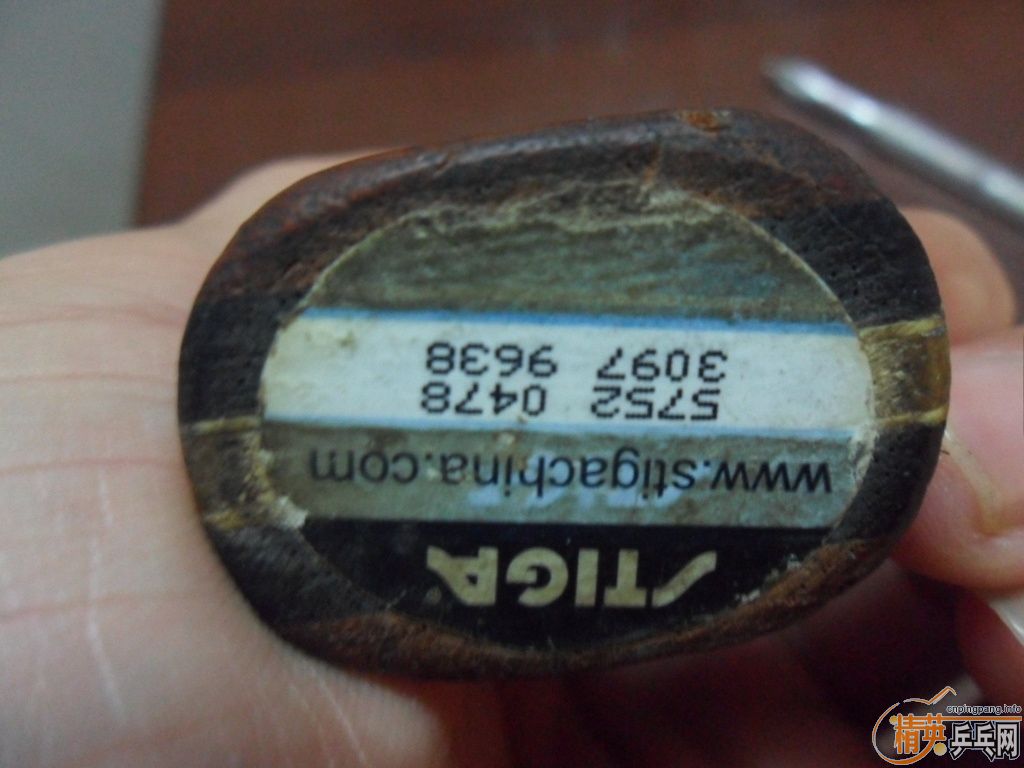 STIGA®
www.stigachina.com
5752 0478
3097 9638
cnpingpang.info
精英乒乓网